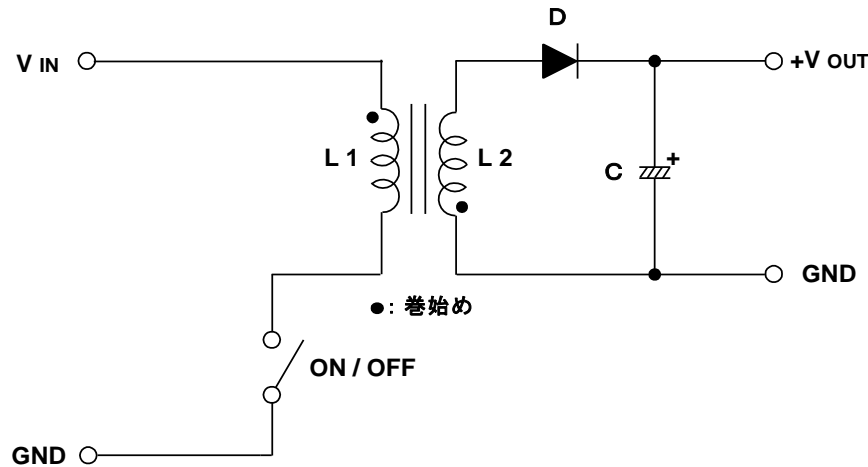 D
V IN
+V OUT
L 1
L 2
C
+
GND
●: 巻始め
ON / OFF
GND